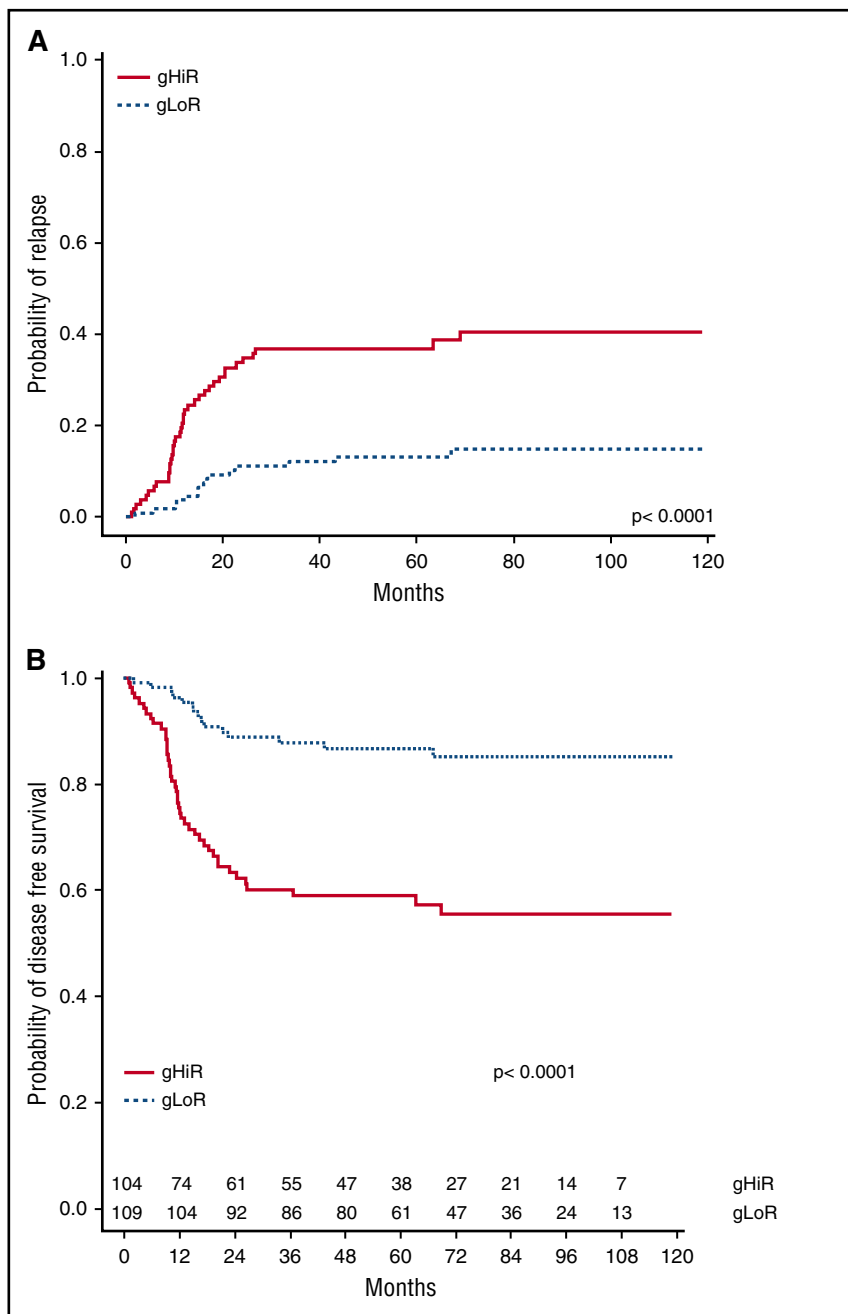 A
1.0
gHiR
gLoR
0.8
0.6
0.4
0.2
0.0
Probability of relapse
p< 0.0001
0 20 40 60 80 100 120
Months
B
1.0
0.8
0.6
0.4
0.2
0.0
Probability of disease free survival
gHiR
gLoR
p< 0.0001
104 74 61 55 47 38 27 21 14 7 gHiR
109 104 92 86 80 61 47 36 24 13 gLoR
0 12 24 36 48 60 72 84 96 108 120
Months